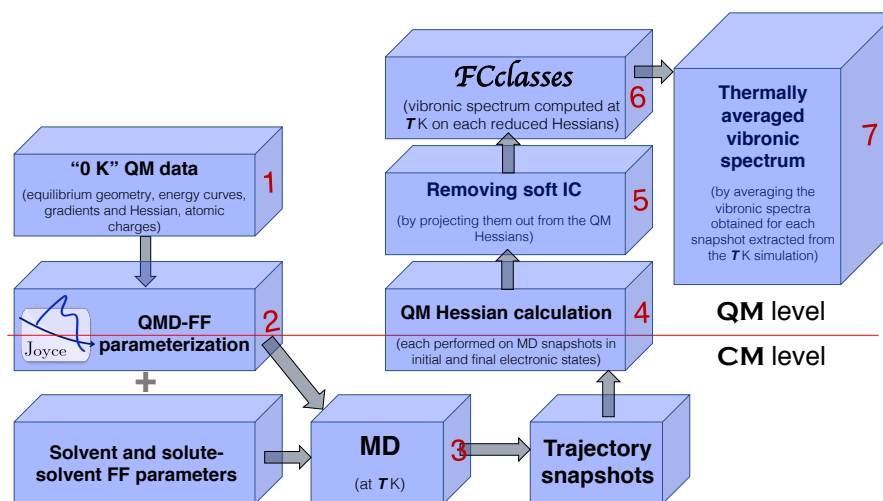 "0 K" QM data
(equilibrium geometry, energy curves,
gradients and Hessian, atomic
charges)
1
Joyce
QMD-FF
parameterization
2
+
Solvent and solute-
solvent FF parameters
MD
(at TK)
3
Trajectory
snapshots
QM Hessian calculation
(each performed on MD snapshots in
initial and final electronic states)
4
Removing soft IC
(by projecting them out from the QM
Hessians)
5
FCclasses
(vibronic spectrum computed at
TK on each reduced Hessians)
6
Thermally
averaged
vibronic
spectrum
(by averaging the
vibronic spectra
obtained for each
snapshot extracted from
the TK simulation)
7
QM level
CM level